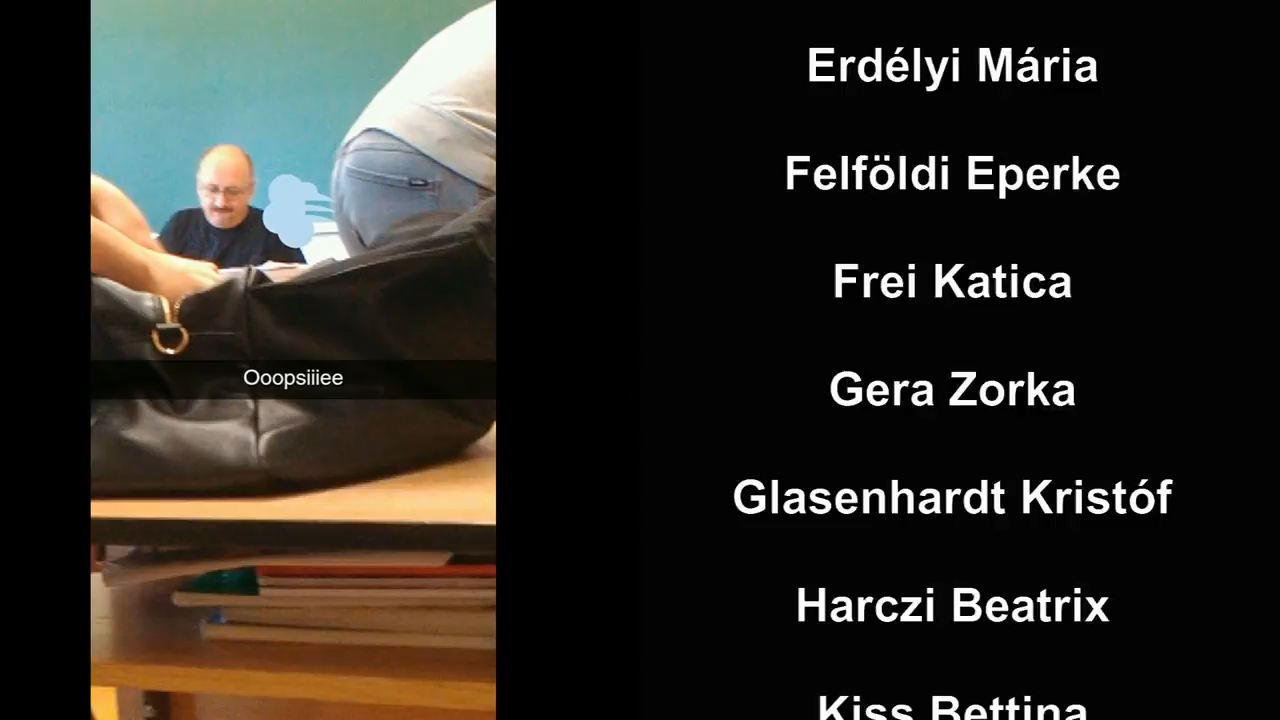 Ooopsiiiee
Erdélyi Mária
Felföldi Eperke
Frei Katica
Gera Zorka
Glasenhardt Kristóf
Harczi Beatrix
Kiss Bettina